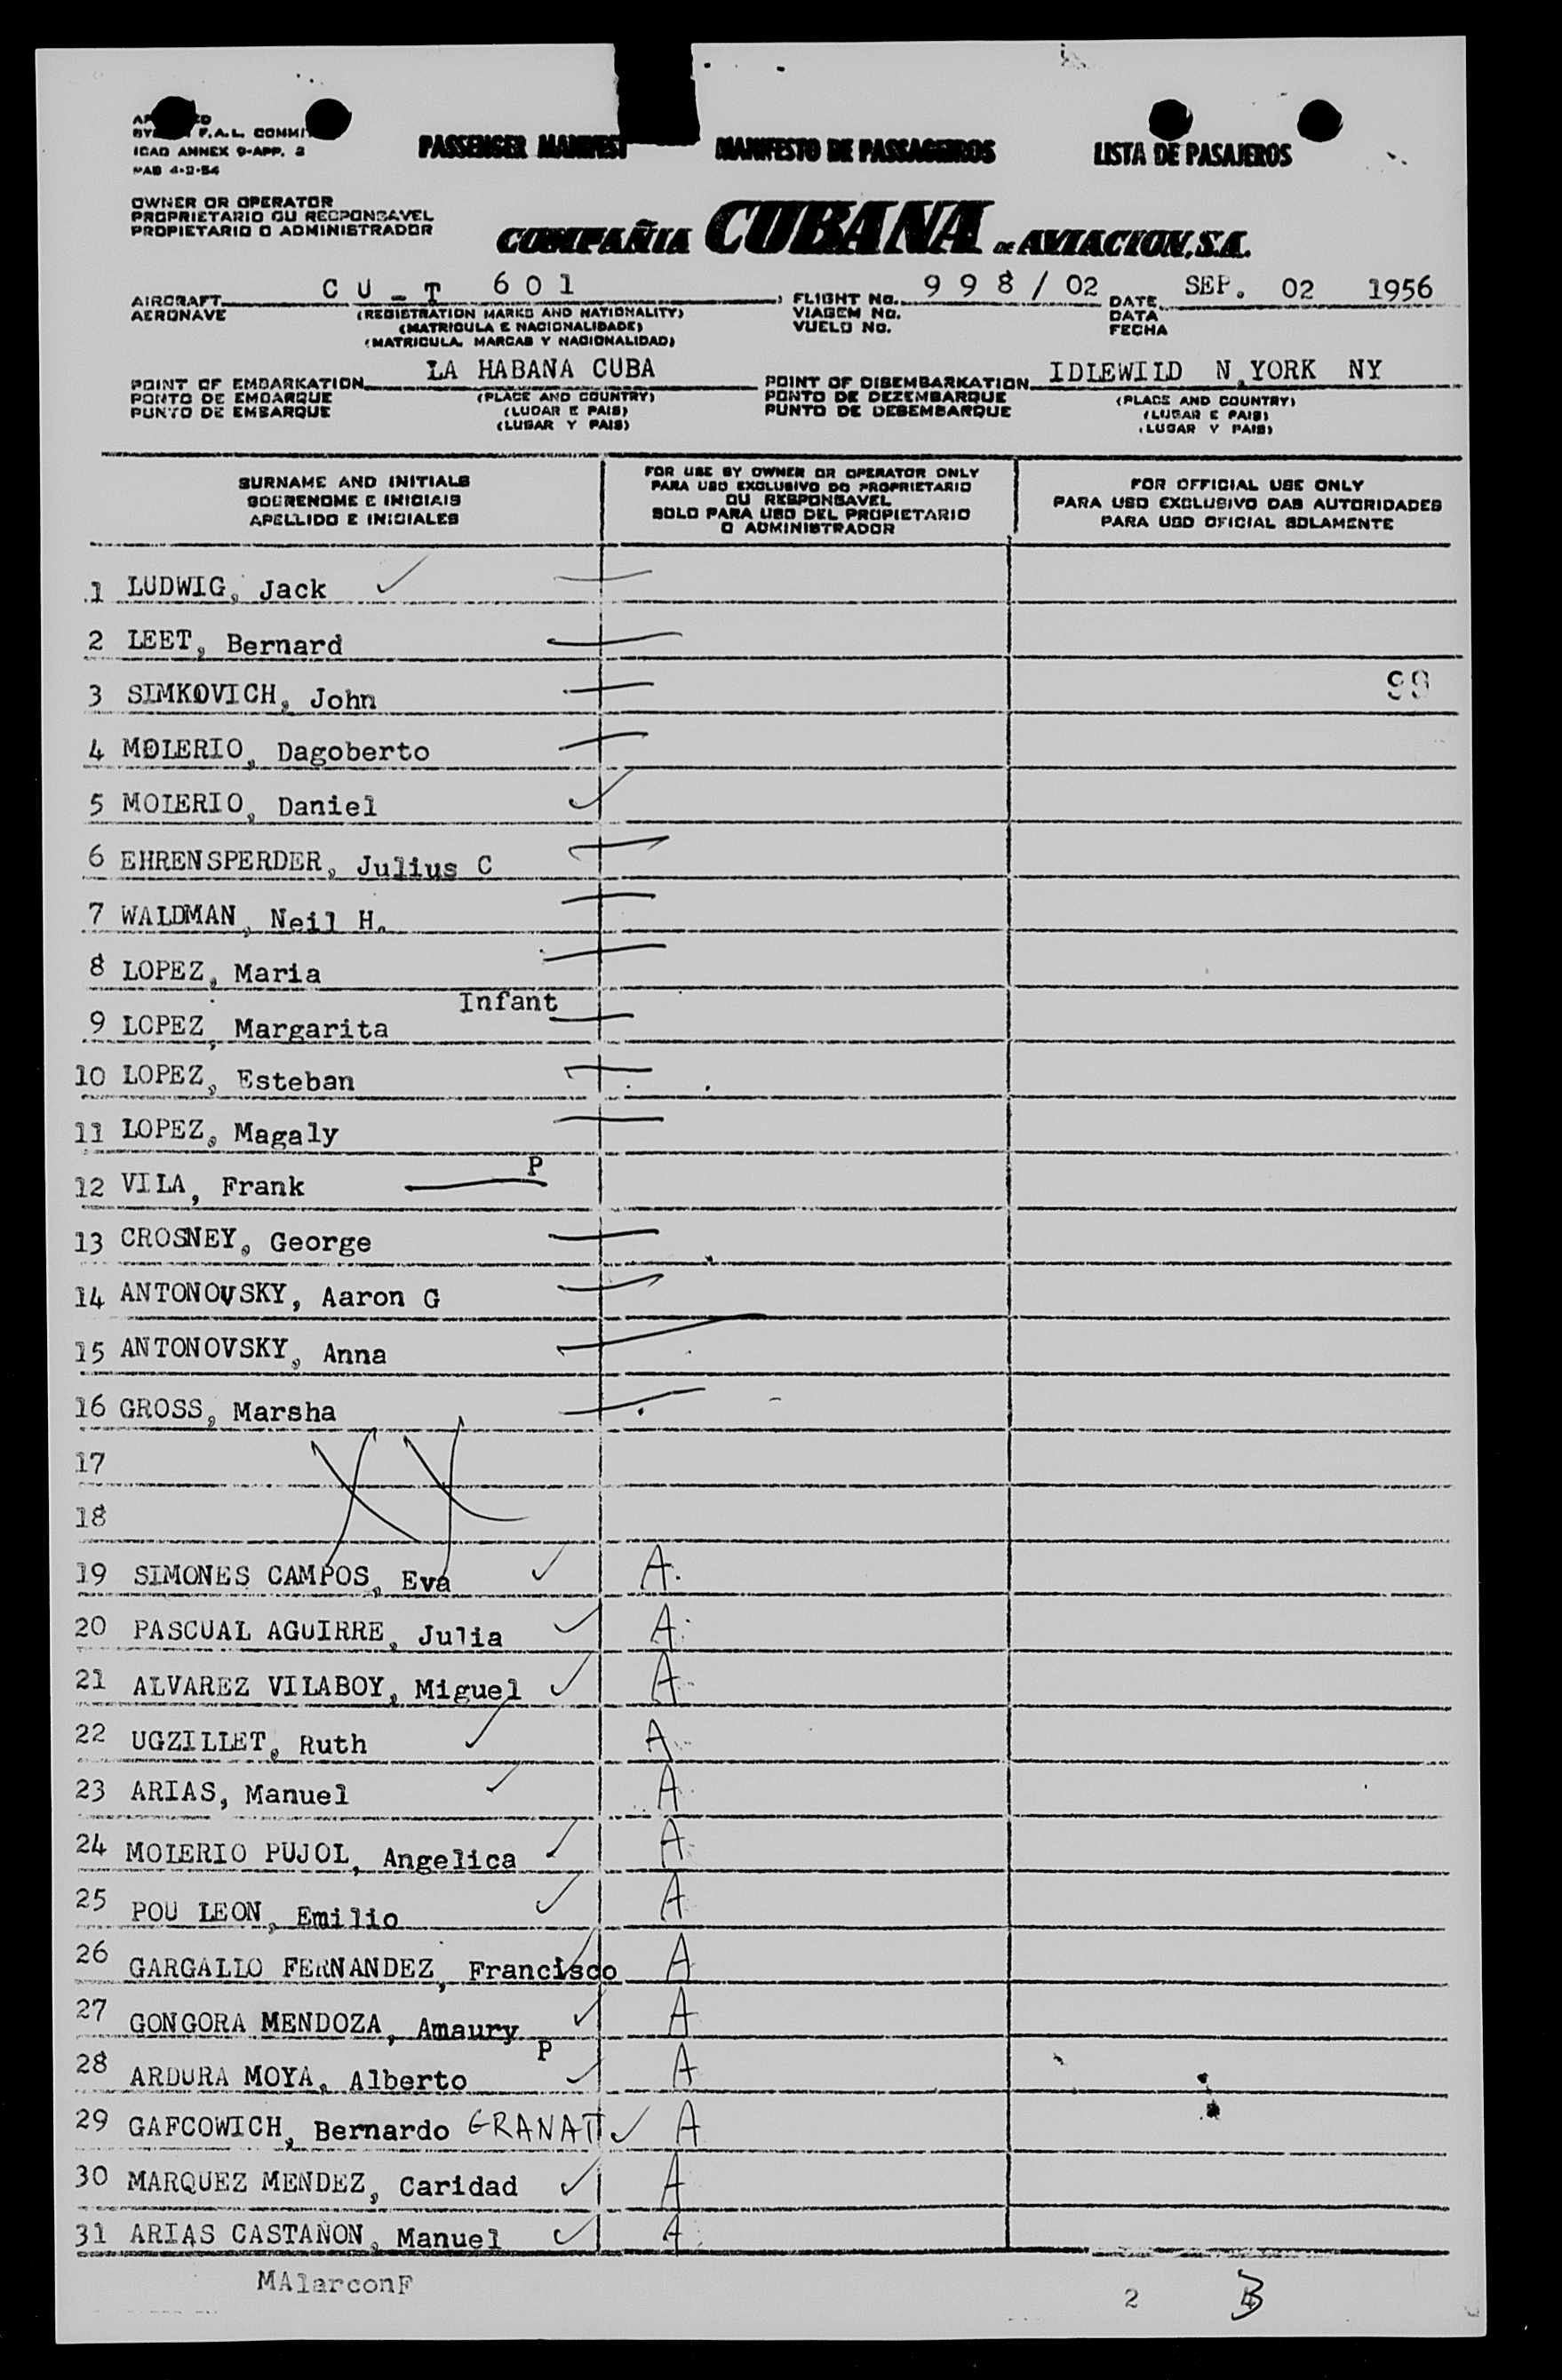 F.A.L.
ICAO ANNEX 9-APP. 2
PAB 4-2-54
PASSENGER MANIFEST
MANIFESTO DE PASSAGEIROS
LISTA DE PASAJEROS
OWNER OR OPERATOR
PROPRIETARIO OU RESPONSAVEL
PROPIETARIO O ADMINISTRADOR
COMPAÑIA CUBANA DE AVIACION, S.A.
AIRCRAFT CU-T 601 FLIGHT No. 998/02 DATE SEP. 02 1956
AERONAVE (REGISTRATION MARKS AND NATIONALITY) VIAGEM No. DATA
(MATRICULA E NACIONALIDADE) VUELO No. FECHA
(MATRICULA, MARCAS Y NACIONALIDAD)
POINT OF EMBARKATION LA HABANA CUBA POINT OF DISEMBARKATION IDLEWILD N.YORK NY
PONTO DE EMBARQUE (PLACE AND COUNTRY) PONTO DE DEZEMBARQUE (PLACE AND COUNTRY)
PUNTO DE EMBARQUE (LUGAR E PAIS) PUNTO DE DESEMBARQUE (LUGAR E PAIS)
(LUGAR Y PAIS) (LUGAR Y PAIS)
SURNAME AND INITIALS
SOBRENOME E INICIAIS
APELLIDO E INICIALES
FOR USE BY OWNER OR OPERATOR ONLY
PARA USO EXCLUSIVO DO PROPRIETARIO
OU RESPONSAVEL
SOLO PARA USO DEL PROPIETARIO
O ADMINISTRADOR
FOR OFFICIAL USE ONLY
PARA USO EXCLUSIVO DAS AUTORIDADES
PARA USO OFICIAL SOLAMENTE
1 LUDWIG, Jack
2 LEET, Bernard
3 SIMKOVICH, John 99
4 MOLERIO, Dagoberto
5 MOLERIO, Daniel
6 EHRENSPERDER, Julius C
7 WALDMAN, Neil H.
8 LOPEZ, Maria
Infant
9 LOPEZ, Margarita
10 LOPEZ, Esteban
11 LOPEZ, Magaly
12 VILA, Frank P
13 CROSNEY, George
14 ANTONOVSKY, Aaron G
15 ANTONOVSKY, Anna
16 GROSS, Marsha
17
18
19 SIMONES CAMPOS, Eva A
20 PASCUAL AGUIRRE, Julia A
21 ALVAREZ VILABOY, Miguel A
22 UGZILLET, Ruth A
23 ARIAS, Manuel A
24 MOLERIO PUJOL, Angelica A
25 POU LEON, Emilio A
26 GARGALLO FERNANDEZ, Francisco A
27 GONGORA MENDOZA, Amaury A
28 ARDURA MOYA, Alberto P A
29 GAFCOWICH, Bernardo A
30 MARQUEZ MENDEZ, Caridad A
31 ARIAS CASTAÑON, Manuel A
MAlarconF
2